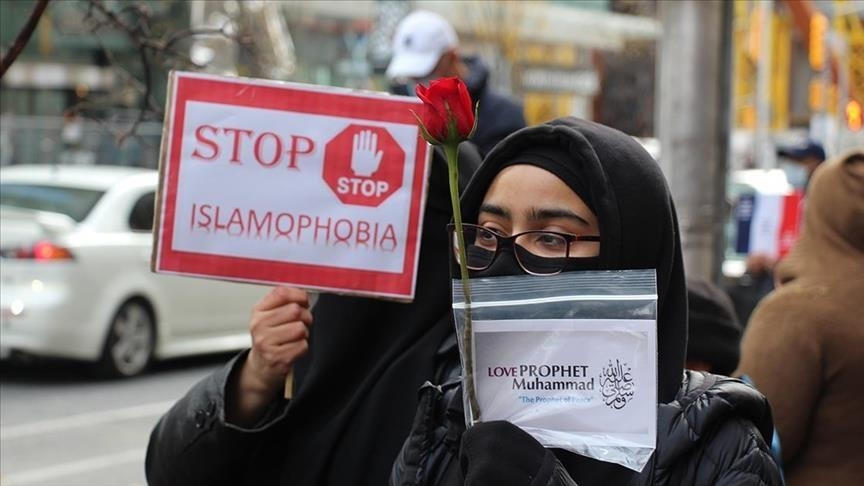 STOP
STOP
ISLAMOPHOBIA
LOVE PROPHET
Muhammad
"The Prophet of Peace"
صلى الله عليه وسلم